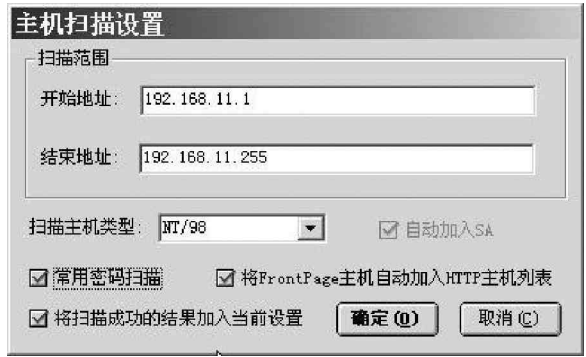 主机扫描设置
扫描范围
开始地址: 192.168.11.1
结束地址: 192.168.11.255
扫描主机类型: NT/98 自动加入SA
常用密码扫描 将FrontPage主机自动加入HTTP主机列表
将扫描成功的结果加入当前设置 确定(O) 取消(C)